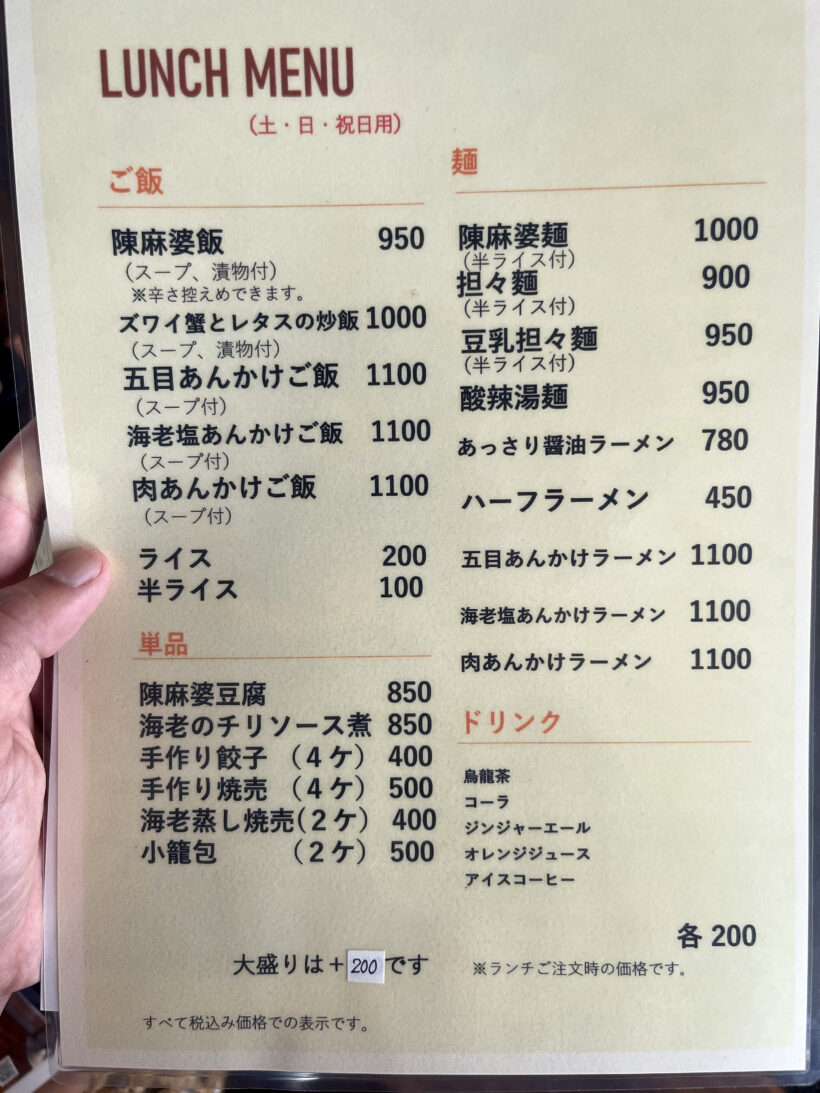 LUNCH MENU
（土・日・祝日用）
ご飯
陳麻婆飯 950
（スープ、漬物付）
※辛さ控えめできます。
ズワイ蟹とレタスの炒飯 1000
（スープ、漬物付）
五目あんかけご飯 1100
（スープ付）
海老塩あんかけご飯 1100
（スープ付）
肉あんかけご飯 1100
（スープ付）
ライス 200
半ライス 100
単品
陳麻婆豆腐 850
海老のチリソース煮 850
手作り餃子 （４ケ） 400
手作り焼売 （４ケ） 500
海老蒸し焼売（２ケ） 400
小籠包 （２ケ） 500
大盛りは＋200です
すべて税込み価格での表示です。
麺
陳麻婆麺 1000
（半ライス付）
担々麺 900
（半ライス付）
豆乳担々麺 950
（半ライス付）
酸辣湯麺 950
あっさり醤油ラーメン 780
ハーフラーメン 450
五目あんかけラーメン 1100
海老塩あんかけラーメン 1100
肉あんかけラーメン 1100
ドリンク
烏龍茶
コーラ
ジンジャーエール
オレンジジュース
アイスコーヒー
各 200
※ランチご注文時の価格です。